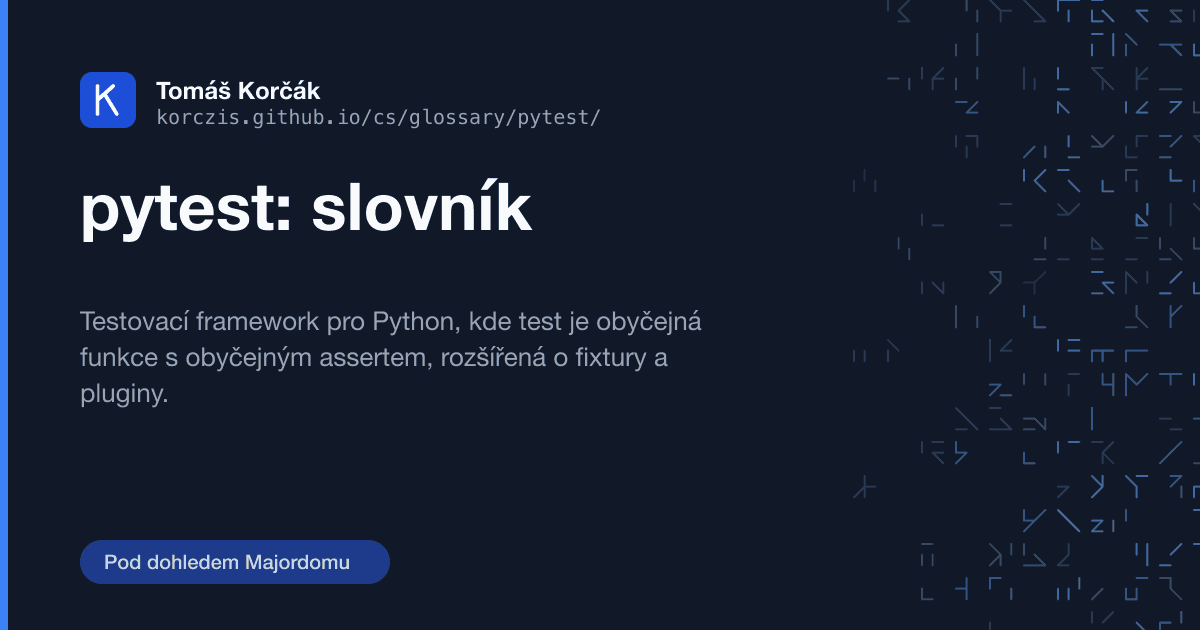 Tomáš Korčák
korczis.github.io/cs/glossary/pytest/
pytest: slovník
Testovací framework pro Python, kde test je obyčejná
funkce s obyčejným assertem, rozšířená o fixtury a
pluginy.
Pod dohledem Majordomu